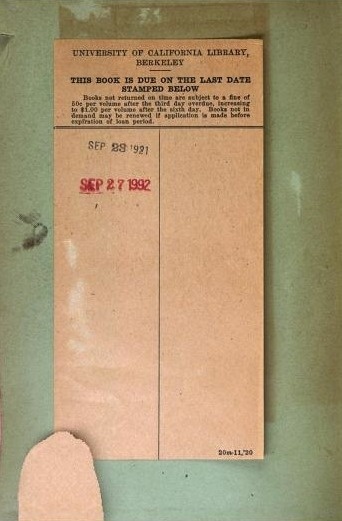 UNIVERSITY OF CALIFORNIA LIBRARY,
BERKELEY
THIS BOOK IS DUE ON THE LAST DATE
STAMPED BELOW
Books not returned on time are subject to a fine of
50c per volume after the third day overdue, increasing
to $1.00 per volume after the sixth day. Books not in
demand may be renewed if application is made before
expiration of loan period.
SEP 23 1921
SEP 27 1992
20m-11,'20